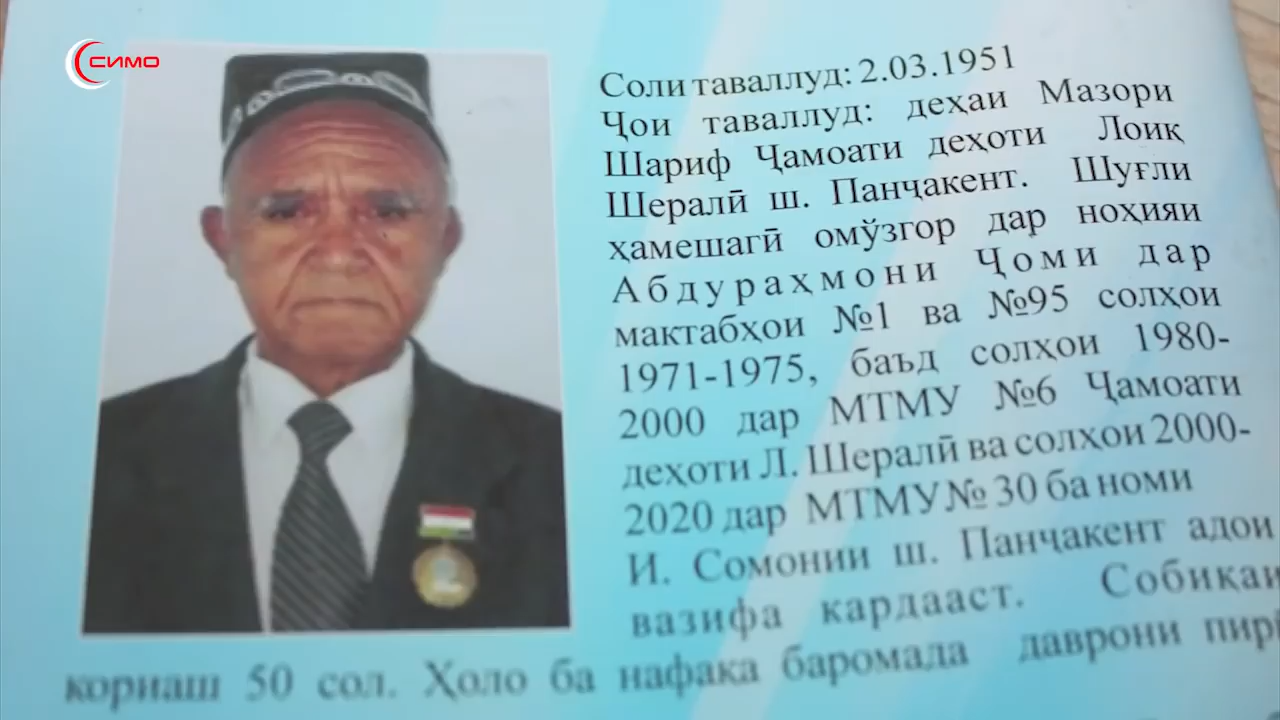 СИМО
Соли таваллуд: 2.03.1951
Ҷои таваллуд: деҳаи Мазори
Шариф Ҷамоати деҳоти Лоиқ
Шералӣ ш. Панҷакент. Шуғли
ҳамешагӣ омӯзгор дар ноҳияи
Абдураҳмони Ҷоми дар
мактабҳои №1 ва №95 солҳои
1971-1975, баъд солҳои 1980-
2000 дар МТМУ №6 Ҷамоати
деҳоти Л. Шералӣ ва солҳои 2000-
2020 дар МТМУ № 30 ба номи
И. Сомонии ш. Панҷакент адои
вазифа кардааст. Собиқаи
кориаш 50 сол. Ҳоло ба нафака баромада даврони